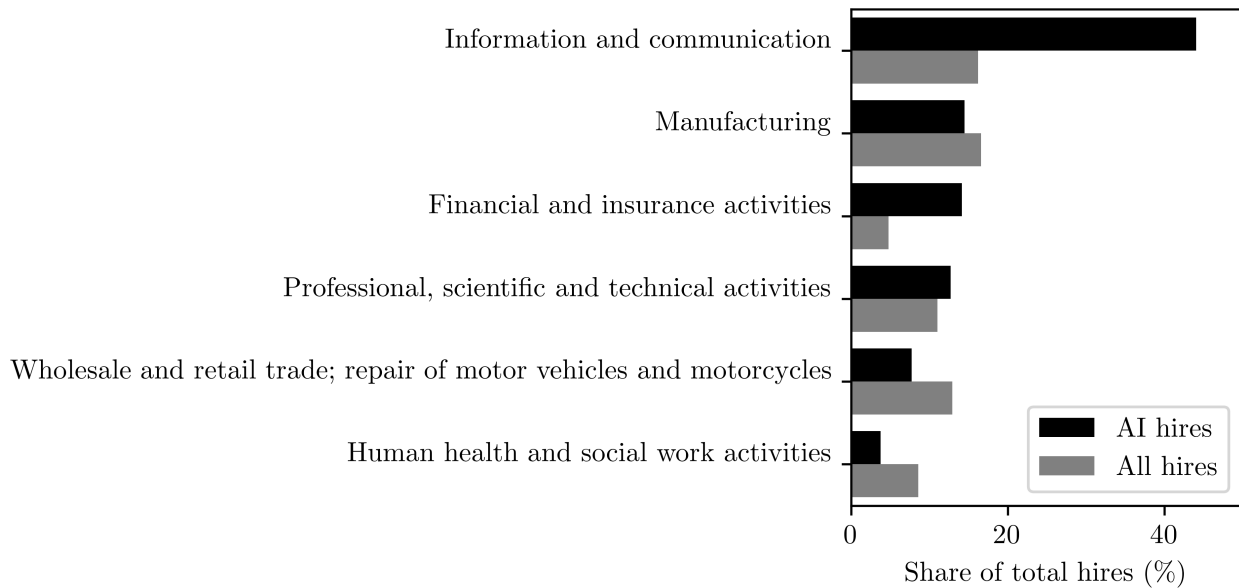 Information and communication
Manufacturing
Financial and insurance activities
Professional, scientific and technical activities
Wholesale and retail trade; repair of motor vehicles and motorcycles
Human health and social work activities
AI hires
All hires
0 20 40
Share of total hires (%)